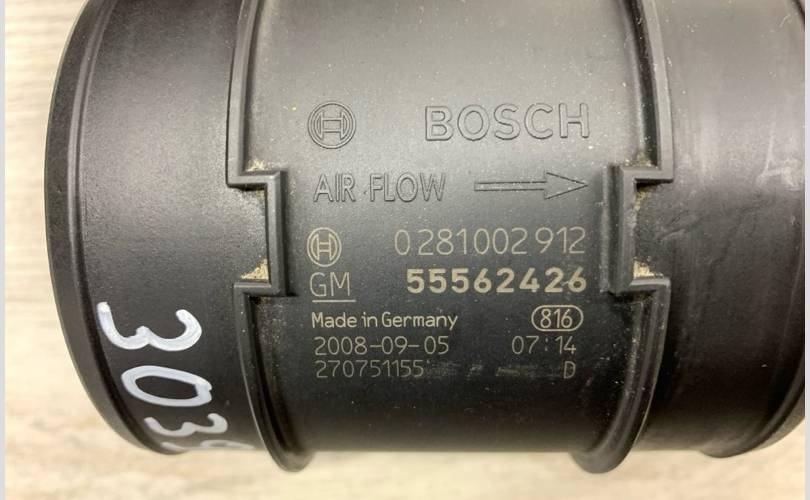 BOSCH
AIR FLOW
0 281 002 912
GM 55562426
Made in Germany 816
2008-09-05 07:14
270751155 D